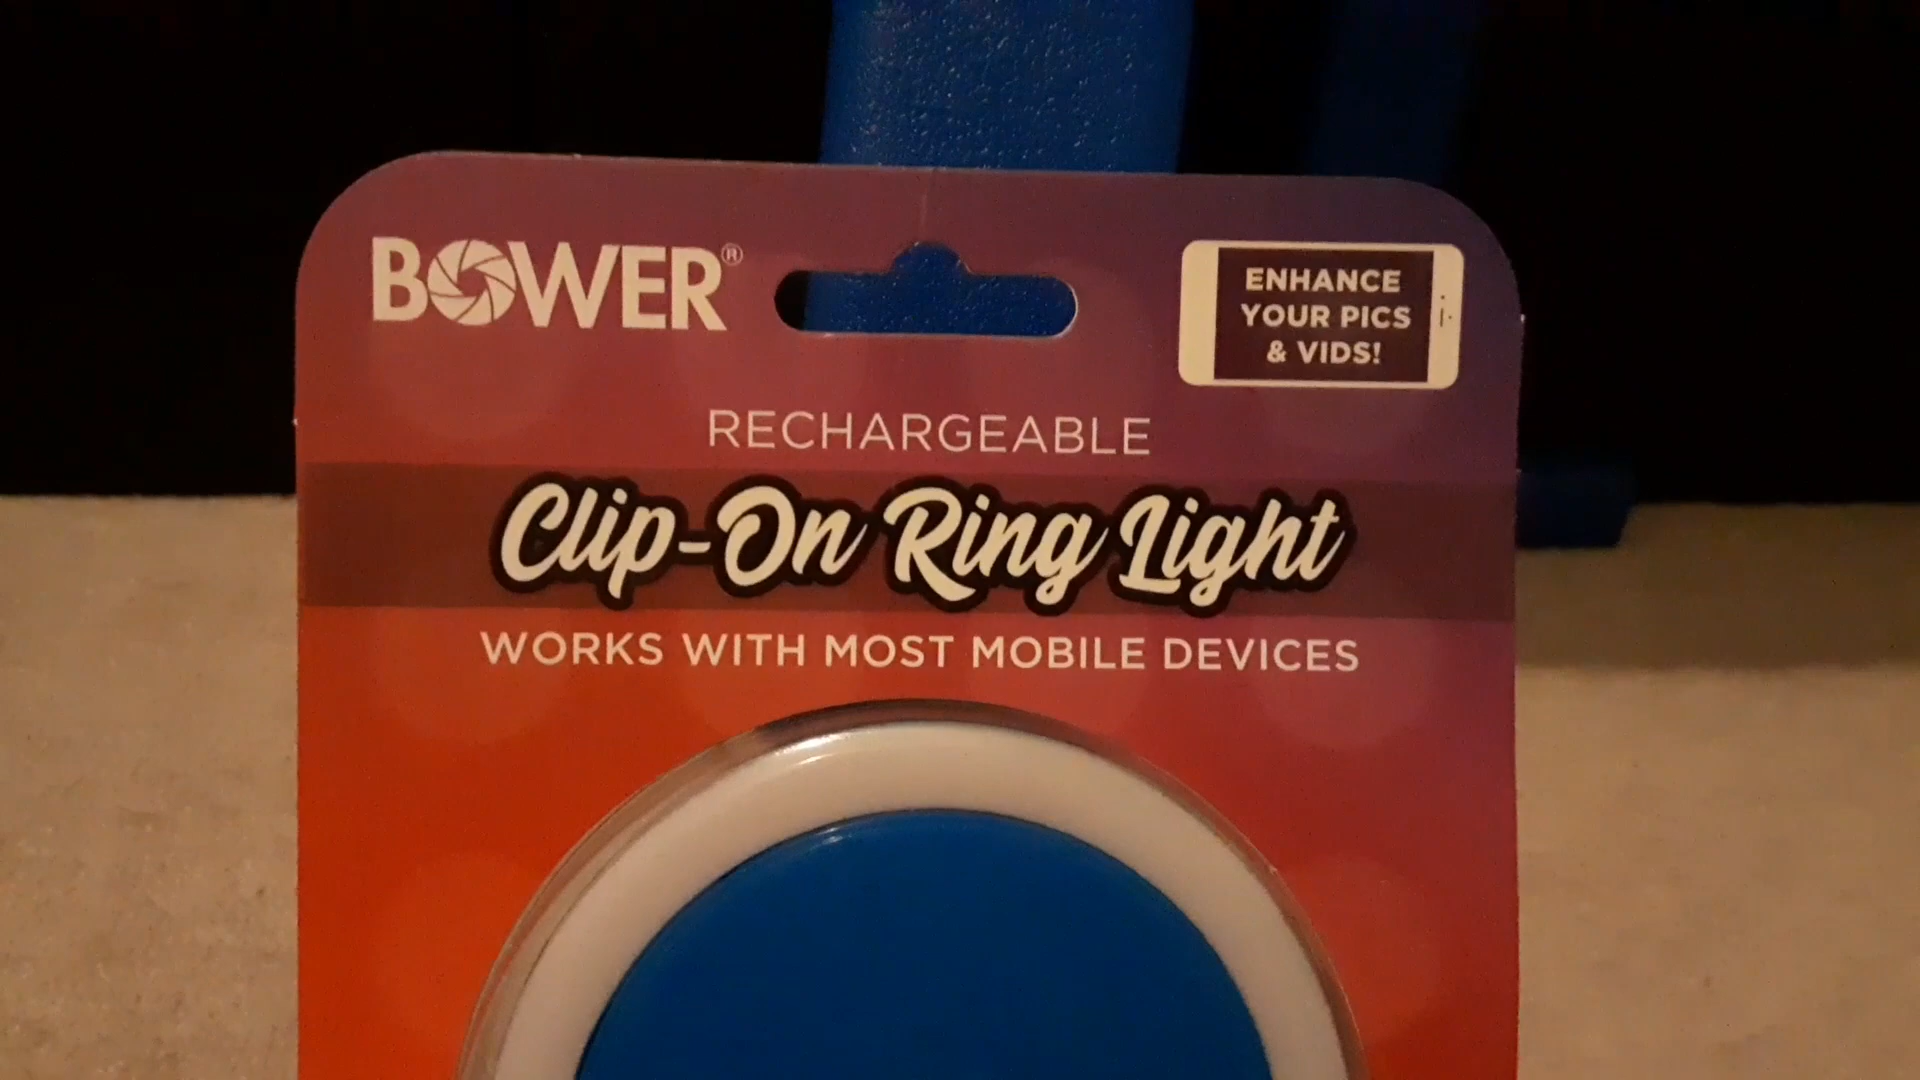 BOWER®
ENHANCE
YOUR PICS
& VIDS!
RECHARGEABLE
Clip-On Ring Light
WORKS WITH MOST MOBILE DEVICES